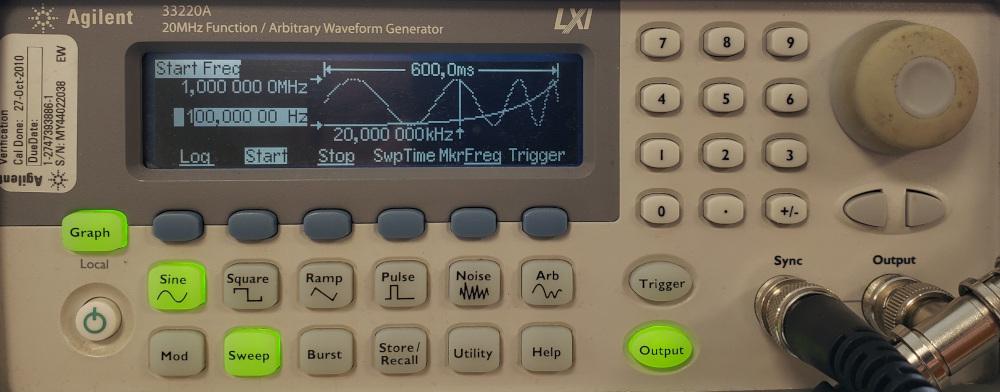 Agilent
33220A
20MHz Function / Arbitrary Waveform Generator
LXI
Agilent
Verification
Cal Done: 27-Oct-2010
DueDate:
1-2747393886-1
S/N: MY44022038 EW
Start Freq
1,000 000 0MHz
100,000 00 Hz
600,0ms
20,000 000kHz
Log Start Stop SwpTime MkrFreq Trigger
7 8 9
4 5 6
1 2 3
0 . +/-
Graph
Local
Sine Square Ramp Pulse Noise Arb
Mod Sweep Burst Store/
Recall Utility Help
Trigger
Output
Sync Output